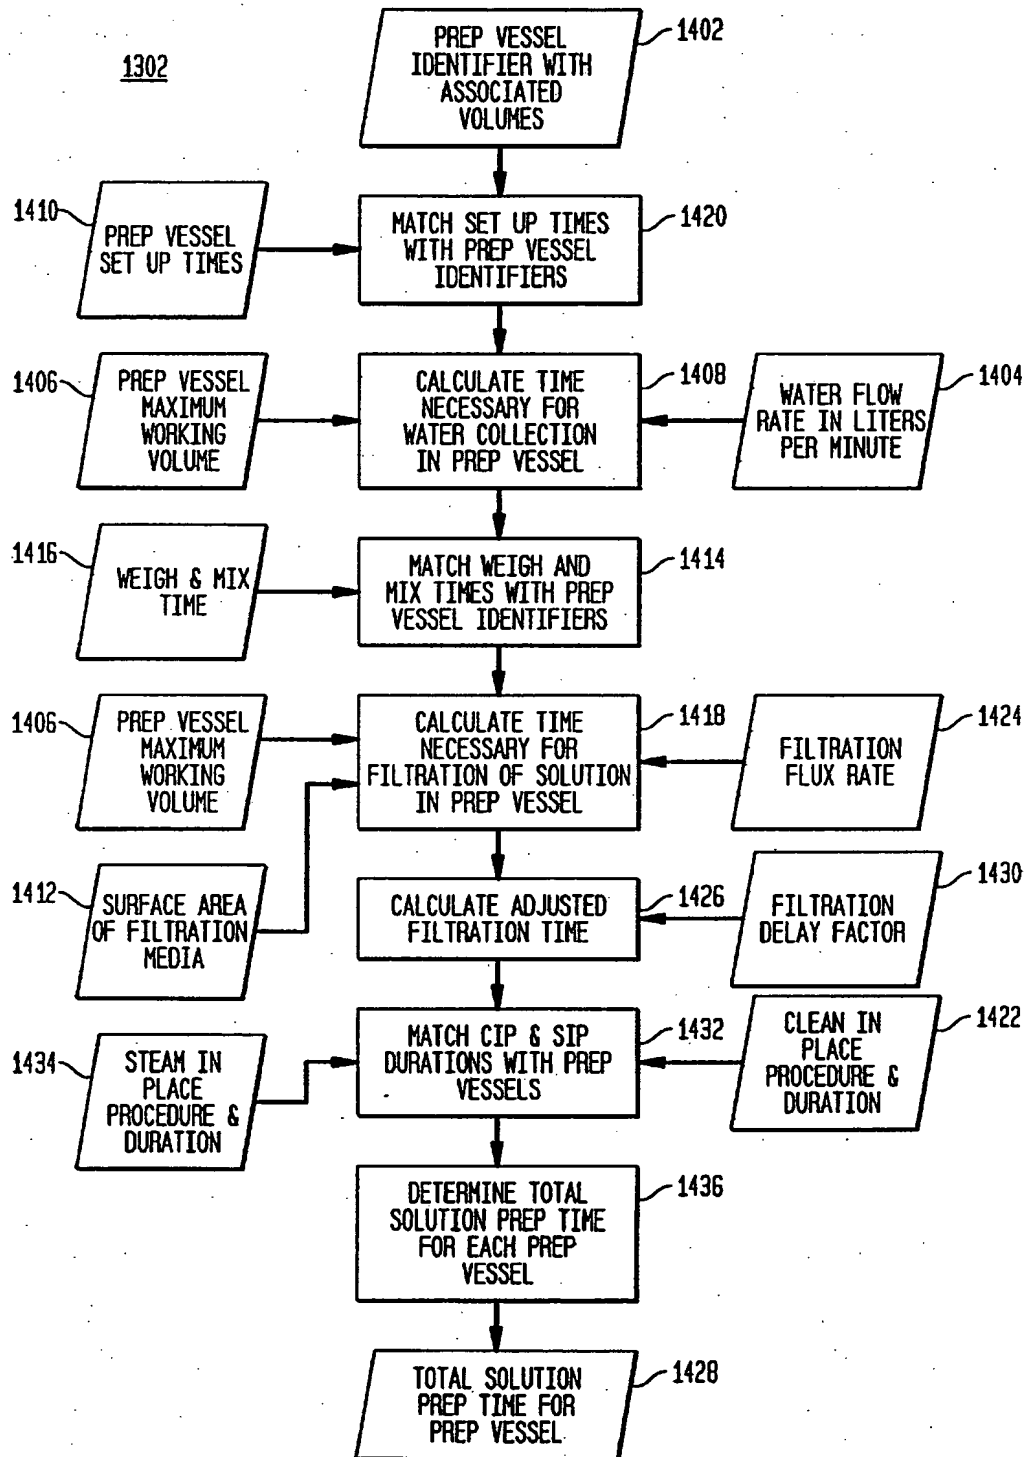 1302
PREP VESSEL
IDENTIFIER WITH
ASSOCIATED
VOLUMES
1402
1410
PREP VESSEL
SET UP TIMES
MATCH SET UP TIMES
WITH PREP VESSEL
IDENTIFIERS
1420
1406
PREP VESSEL
MAXIMUM
WORKING
VOLUME
CALCULATE TIME
NECESSARY FOR
WATER COLLECTION
IN PREP VESSEL
1408
WATER FLOW
RATE IN LITERS
PER MINUTE
1404
1416
WEIGH & MIX
TIME
MATCH WEIGH AND
MIX TIMES WITH PREP
VESSEL IDENTIFIERS
1414
1406
PREP VESSEL
MAXIMUM
WORKING
VOLUME
CALCULATE TIME
NECESSARY FOR
FILTRATION OF SOLUTION
IN PREP VESSEL
1418
FILTRATION
FLUX RATE
1424
1412
SURFACE AREA
OF FILTRATION
MEDIA
CALCULATE ADJUSTED
FILTRATION TIME
1426
FILTRATION
DELAY FACTOR
1430
1434
STEAM IN
PLACE
PROCEDURE &
DURATION
MATCH CIP & SIP
DURATIONS WITH PREP
VESSELS
1432
CLEAN IN
PLACE
PROCEDURE &
DURATION
1422
DETERMINE TOTAL
SOLUTION PREP TIME
FOR EACH PREP
VESSEL
1436
TOTAL SOLUTION
PREP TIME FOR
PREP VESSEL
1428